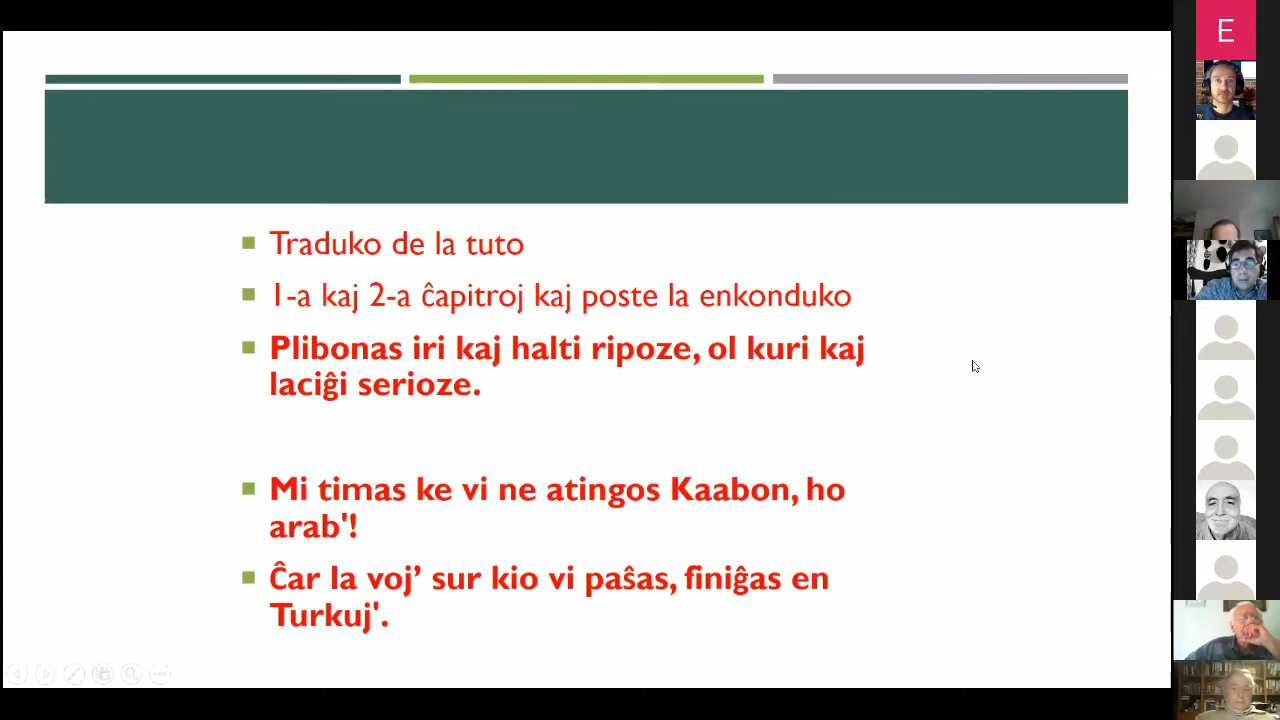 Traduko de la tuto
1-a kaj 2-a ĉapitroj kaj poste la enkonduko
Plibonas iri kaj halti ripoze, ol kuri kaj
laciĝi serioze.
Mi timas ke vi ne atingos Kaabon, ho
arab'!
Ĉar la voj’ sur kio vi paŝas, finiĝas en
Turkuj'.
E